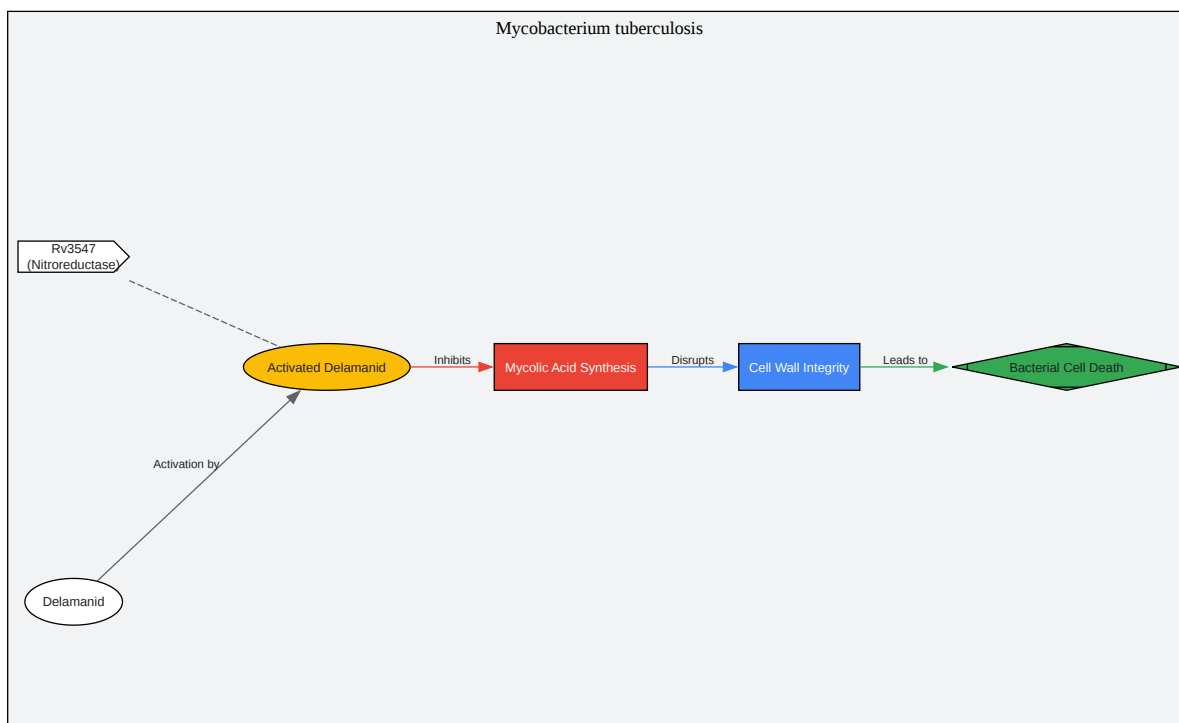 Mycobacterium tuberculosis
Rv3547
(Nitroreductase)
Activated Delamanid
Inhibits
Mycolic Acid Synthesis
Disrupts
Cell Wall Integrity
Leads to
Bacterial Cell Death
Activation by
Delamanid